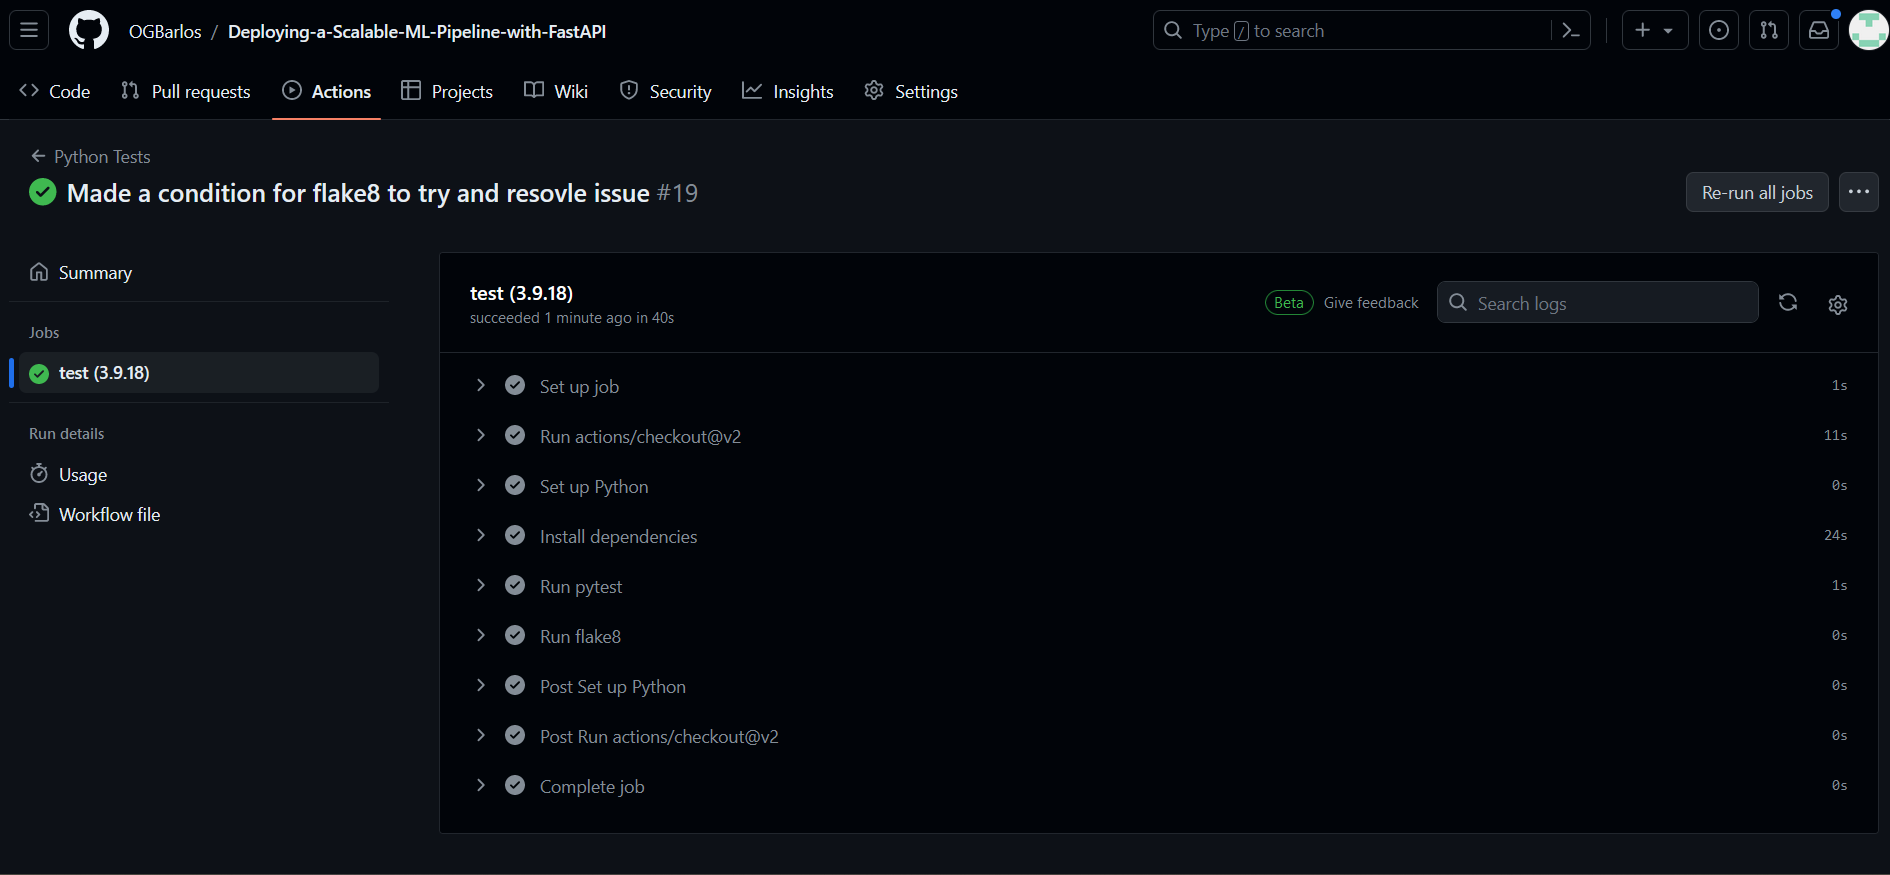 OGBarlos / Deploying-a-Scalable-ML-Pipeline-with-FastAPI
Type / to search
Code
Pull requests
Actions
Projects
Wiki
Security
Insights
Settings
Python Tests
Made a condition for flake8 to try and resovle issue #19
Re-run all jobs
Summary
Jobs
test (3.9.18)
Run details
Usage
Workflow file
test (3.9.18)
succeeded 1 minute ago in 40s
Beta
Give feedback
Search logs
Set up job 1s
Run actions/checkout@v2 11s
Set up Python 0s
Install dependencies 24s
Run pytest 1s
Run flake8 0s
Post Set up Python 0s
Post Run actions/checkout@v2 0s
Complete job 0s